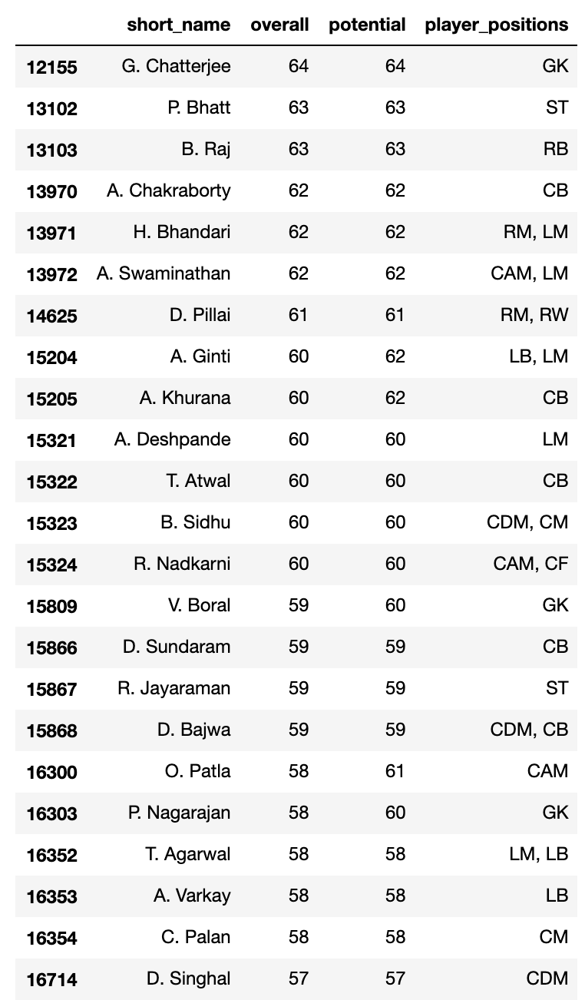 short_name overall potential player_positions
12155 G. Chatterjee 64 64 GK
13102 P. Bhatt 63 63 ST
13103 B. Raj 63 63 RB
13970 A. Chakraborty 62 62 CB
13971 H. Bhandari 62 62 RM, LM
13972 A. Swaminathan 62 62 CAM, LM
14625 D. Pillai 61 61 RM, RW
15204 A. Ginti 60 62 LB, LM
15205 A. Khurana 60 62 CB
15321 A. Deshpande 60 60 LM
15322 T. Atwal 60 60 CB
15323 B. Sidhu 60 60 CDM, CM
15324 R. Nadkarni 60 60 CAM, CF
15809 V. Boral 59 60 GK
15866 D. Sundaram 59 59 CB
15867 R. Jayaraman 59 59 ST
15868 D. Bajwa 59 59 CDM, CB
16300 O. Patla 58 61 CAM
16303 P. Nagarajan 58 60 GK
16352 T. Agarwal 58 58 LM, LB
16353 A. Varkay 58 58 LB
16354 C. Palan 58 58 CM
16714 D. Singhal 57 57 CDM